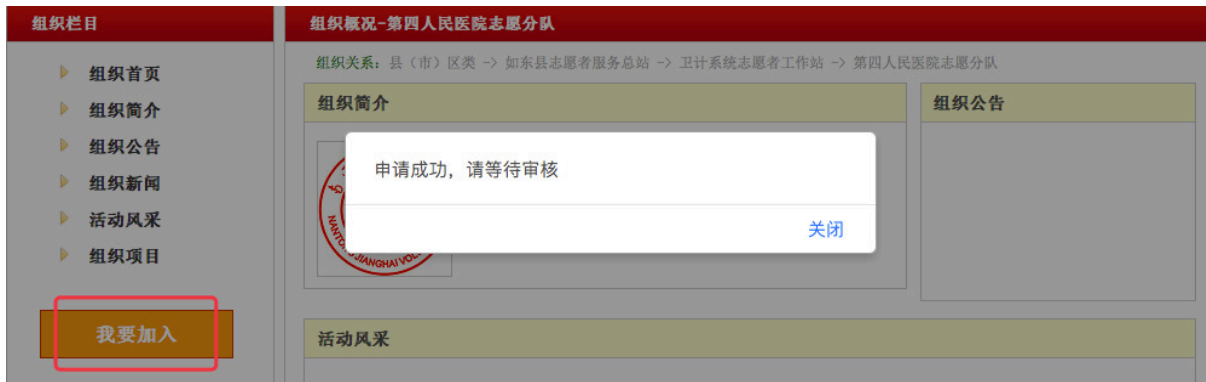 组织栏目
组织首页
组织简介
组织公告
组织新闻
活动风采
组织项目
我要加入
组织概况-第四人民医院志愿分队
组织关系：县（市）区类 -> 如东县志愿者服务总站 -> 卫计系统志愿者工作站 -> 第四人民医院志愿分队
组织简介
组织公告
申请成功，请等待审核
关闭
JIANGHAI
活动风采